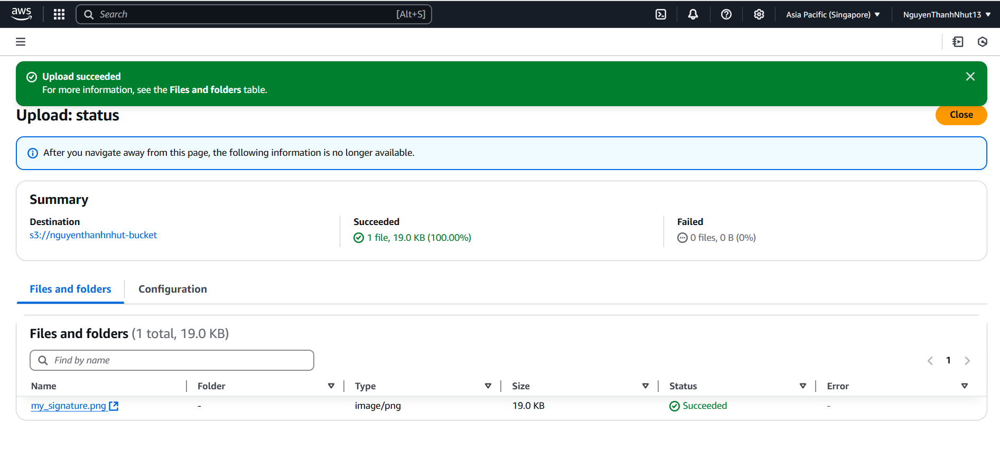 aws
Search [Alt+S]
Asia Pacific (Singapore)
NguyenThanhNhut13
Upload succeeded
For more information, see the Files and folders table.
Upload: status
Close
After you navigate away from this page, the following information is no longer available.
Summary
Destination
s3://nguyenthanhnhut-bucket
Succeeded
1 file, 19.0 KB (100.00%)
Failed
0 files, 0 B (0%)
Files and folders
Configuration
Files and folders (1 total, 19.0 KB)
Find by name
1
Name Folder Type Size Status Error
my_signature.png - image/png 19.0 KB Succeeded -